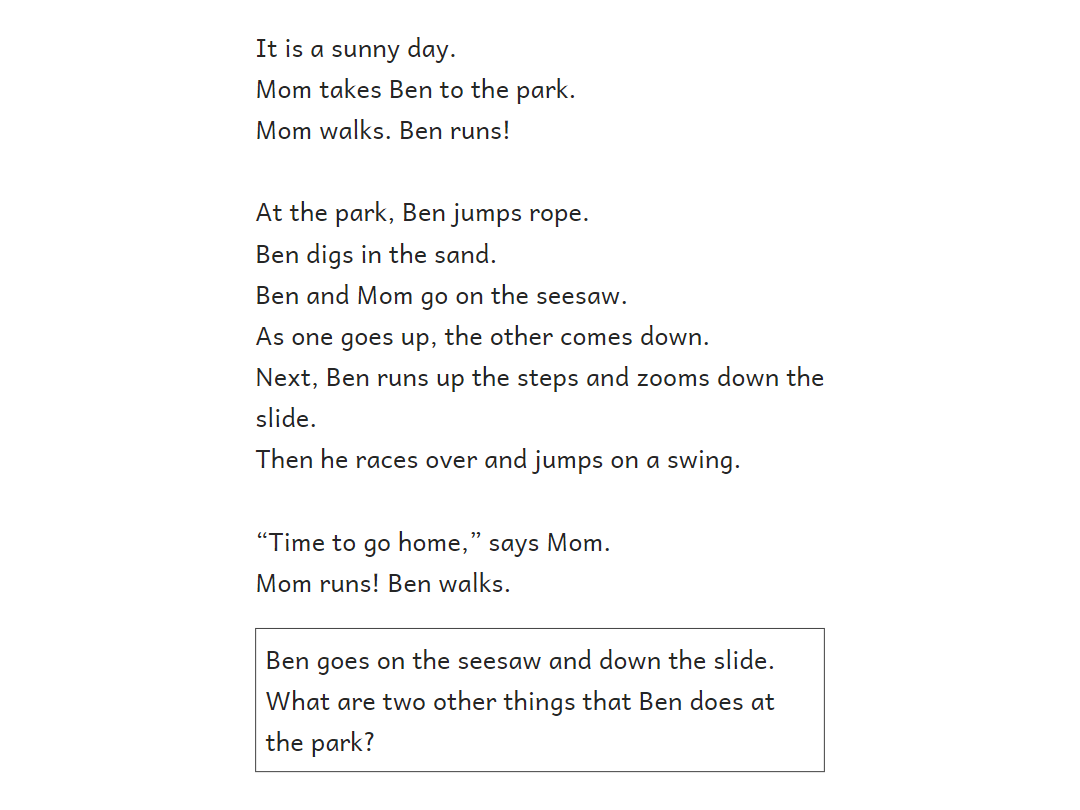 It is a sunny day.
Mom takes Ben to the park.
Mom walks. Ben runs!
At the park, Ben jumps rope.
Ben digs in the sand.
Ben and Mom go on the seesaw.
As one goes up, the other comes down.
Next, Ben runs up the steps and zooms down the
slide.
Then he races over and jumps on a swing.
“Time to go home,” says Mom.
Mom runs! Ben walks.
Ben goes on the seesaw and down the slide.
What are two other things that Ben does at
the park?